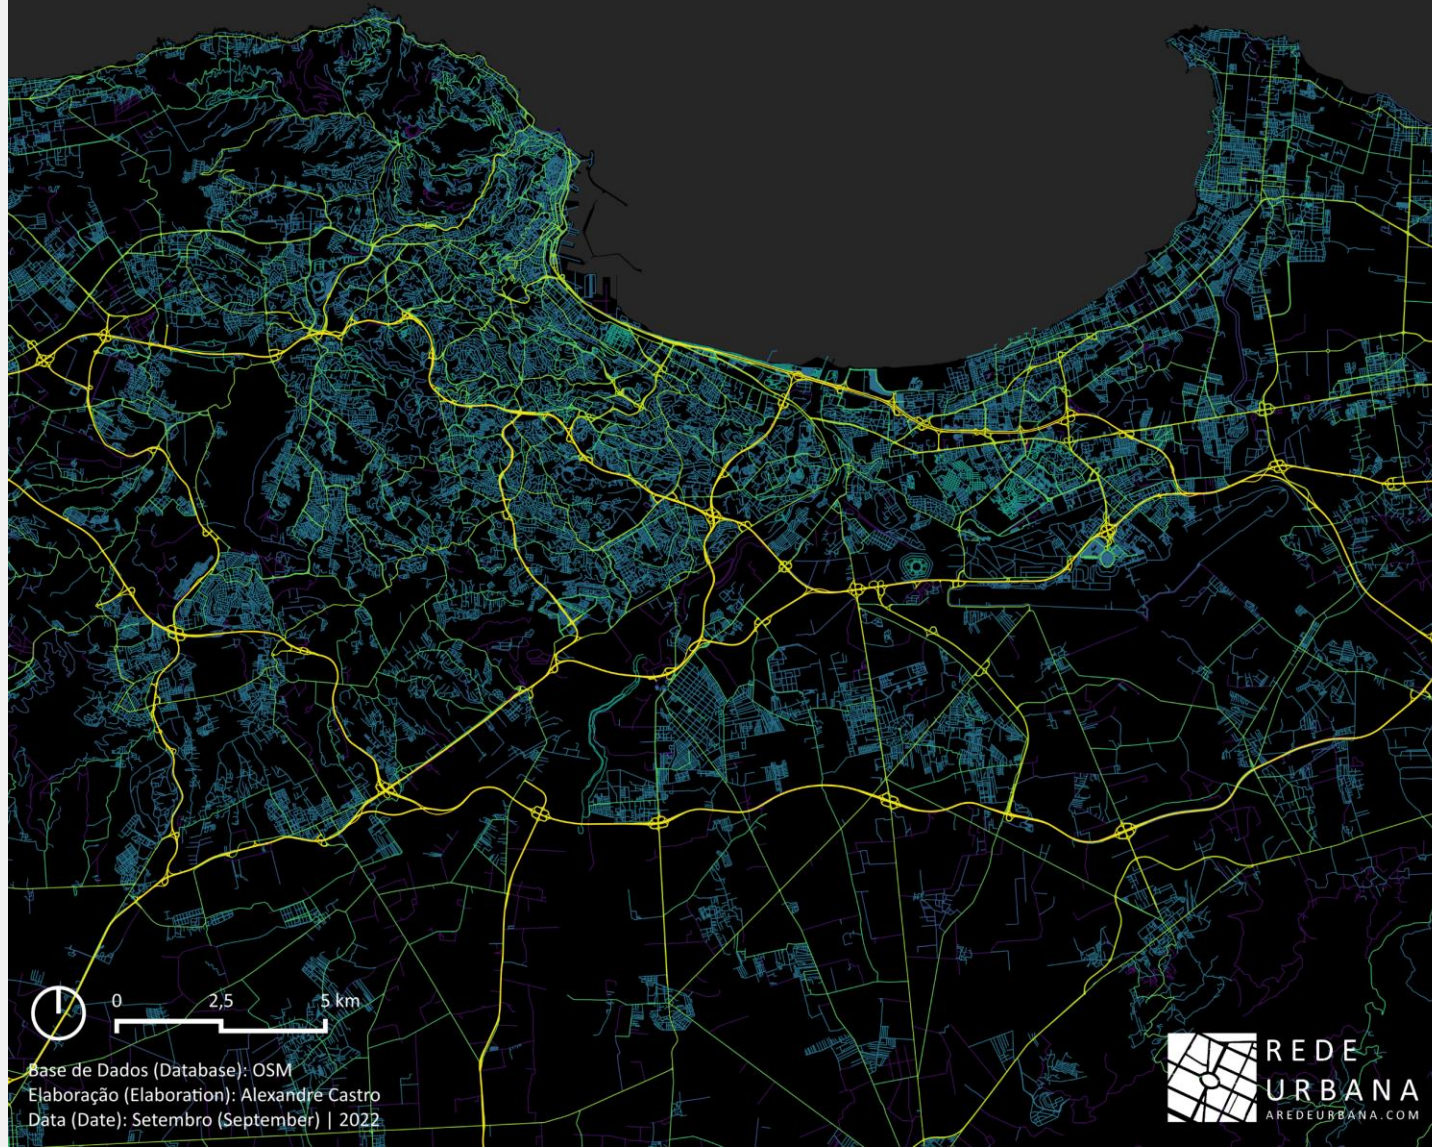 0 2,5 5 km
Base de Dados (Database): OSM
Elaboração (Elaboration): Alexandre Castro
Data (Date): Setembro (September) | 2022
REDE
URBANA
AREDEURBANA.COM